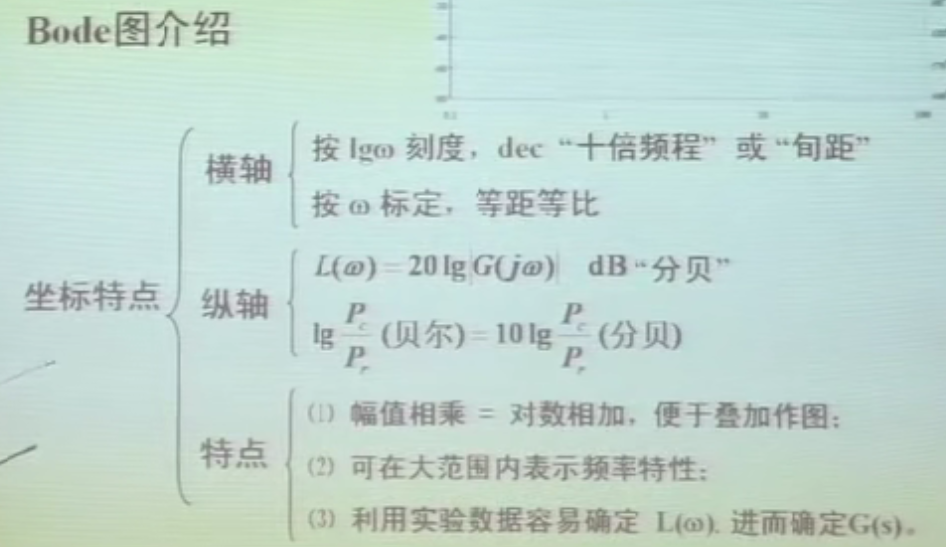 Bode图介绍
坐标特点
横轴
按 lgω 刻度，dec “十倍频程” 或 “旬距”
按 ω 标定，等距等比
纵轴
L(ω) = 20 lg|G(jω)| dB “分贝”
lg P_c/P_r (贝尔) = 10 lg P_c/P_r (分贝)
特点
(1) 幅值相乘 = 对数相加，便于叠加作图；
(2) 可在大范围内表示频率特性；
(3) 利用实验数据容易确定 L(ω). 进而确定G(s)。